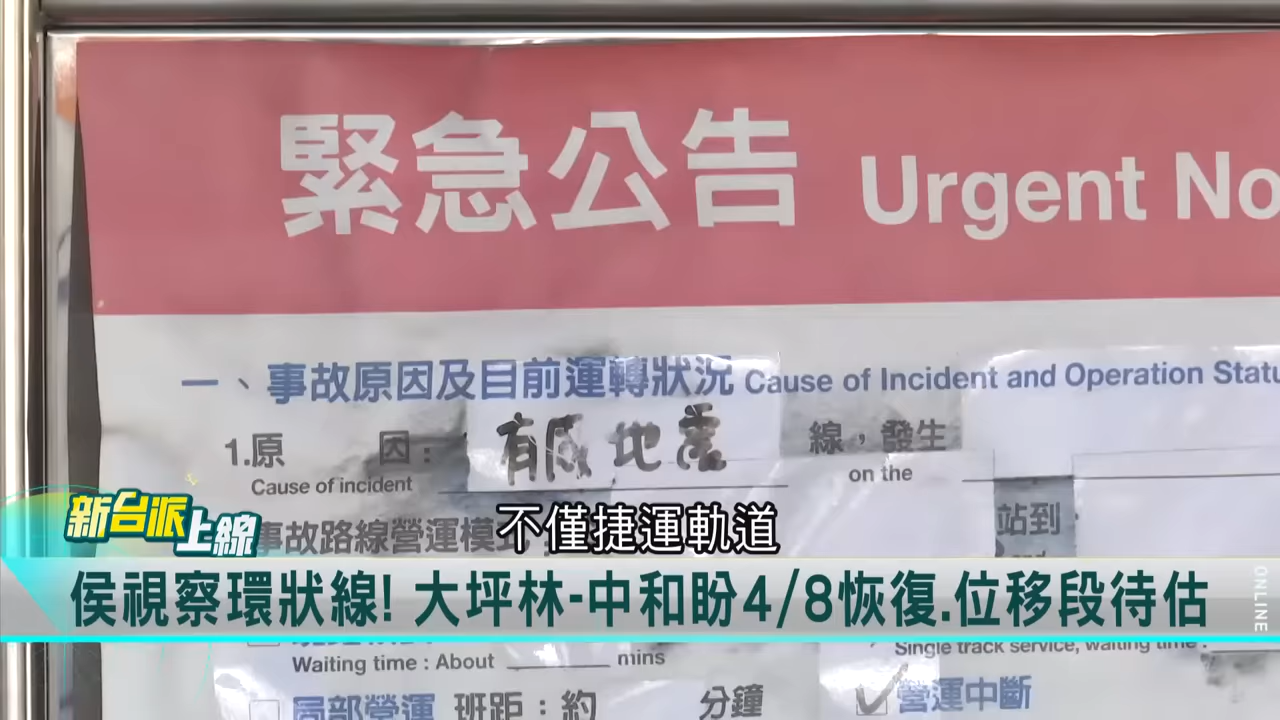 緊急公告 Urgent No
一、事故原因及目前運轉狀況 Cause of Incident and Operation Statu
1.原 因: 有感地震 線，發生
Cause of incident on the
站到
事故路線營運模式
不僅捷運軌道
新台派上線
侯視察環狀線! 大坪林-中和盼4/8恢復.位移段待估
ONLINE
Waiting time : About mins
Single track service, waiting time :
局部營運 班距：約 分鐘
營運中斷